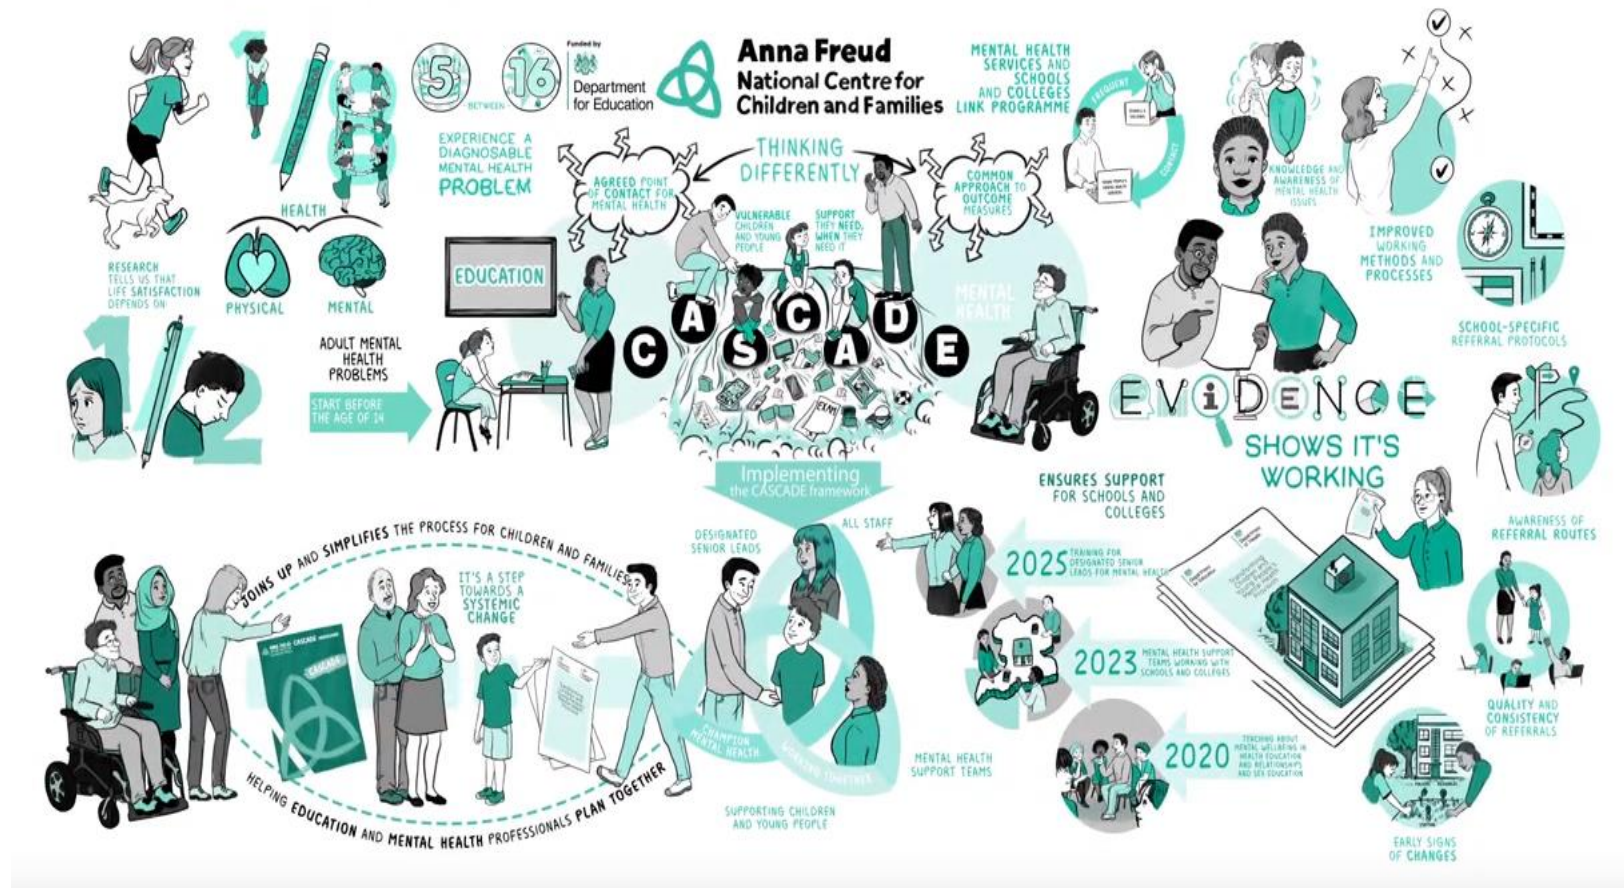 1/8
5
BETWEEN
16
EXPERIENCE A
DIAGNOSABLE
MENTAL HEALTH
PROBLEM
Funded by
Department
for Education
Anna Freud
National Centre for
Children and Families
MENTAL HEALTH
SERVICES AND
SCHOOLS
AND COLLEGES
LINK PROGRAMME
FREQUENT
CONTACT
KNOWLEDGE AND
AWARENESS OF
MENTAL HEALTH
ISSUES
IMPROVED
WORKING
METHODS AND
PROCESSES
SCHOOL-SPECIFIC
REFERRAL PROTOCOLS
HEALTH
PHYSICAL
MENTAL
RESEARCH
TELLS US THAT
LIFE SATISFACTION
DEPENDS ON
1/2
ADULT MENTAL
HEALTH
PROBLEMS
START BEFORE
THE AGE OF 14
EDUCATION
AGREED POINT
OF CONTACT FOR
MENTAL HEALTH
THINKING
DIFFERENTLY
COMMON
APPROACH TO
OUTCOME
MEASURES
VULNERABLE
CHILDREN
AND YOUNG
PEOPLE
SUPPORT
THEY NEED,
WHEN THEY
NEED IT
MENTAL
HEALTH
CASCADE
EXAM
EVIDENCE
SHOWS IT'S
WORKING
AWARENESS OF
REFERRAL ROUTES
Implementing
the CASCADE framework
ENSURES SUPPORT
FOR SCHOOLS AND
COLLEGES
DESIGNATED
SENIOR LEADS
ALL STAFF
2025
TRAINING FOR
DESIGNATED SENIOR
LEADS FOR MENTAL HEALTH
2023
MENTAL HEALTH SUPPORT
TEAMS WORKING WITH
SCHOOLS AND COLLEGES
2020
TEACHING ABOUT
MENTAL WELLBEING IN
HEALTH EDUCATION
AND RELATIONSHIPS
AND SEX EDUCATION
QUALITY AND
CONSISTENCY
OF REFERRALS
EARLY SIGNS
OF CHANGES
JOINS UP AND SIMPLIFIES THE PROCESS FOR CHILDREN AND FAMILIES
IT'S A STEP
TOWARDS A
SYSTEMIC
CHANGE
CASCADE
HELPING EDUCATION AND MENTAL HEALTH PROFESSIONALS PLAN TOGETHER
CHAMPION
MENTAL HEALTH
WORKING TOGETHER
MENTAL HEALTH
SUPPORT TEAMS
SUPPORTING CHILDREN
AND YOUNG PEOPLE